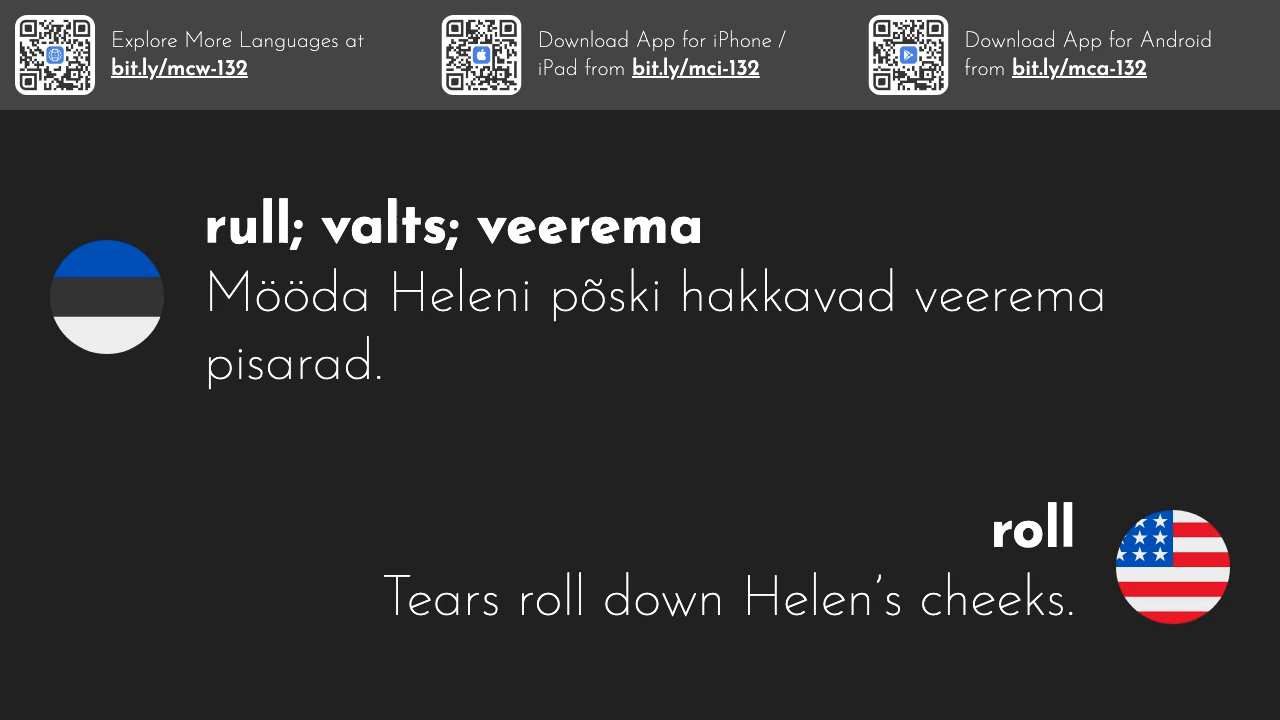 Explore More Languages at
bit.ly/mcw-132
Download App for iPhone /
iPad from bit.ly/mci-132
Download App for Android
from bit.ly/mca-132
rull; valts; veerema
Mööda Heleni põski hakkavad veerema
pisarad.
roll
Tears roll down Helen’s cheeks.